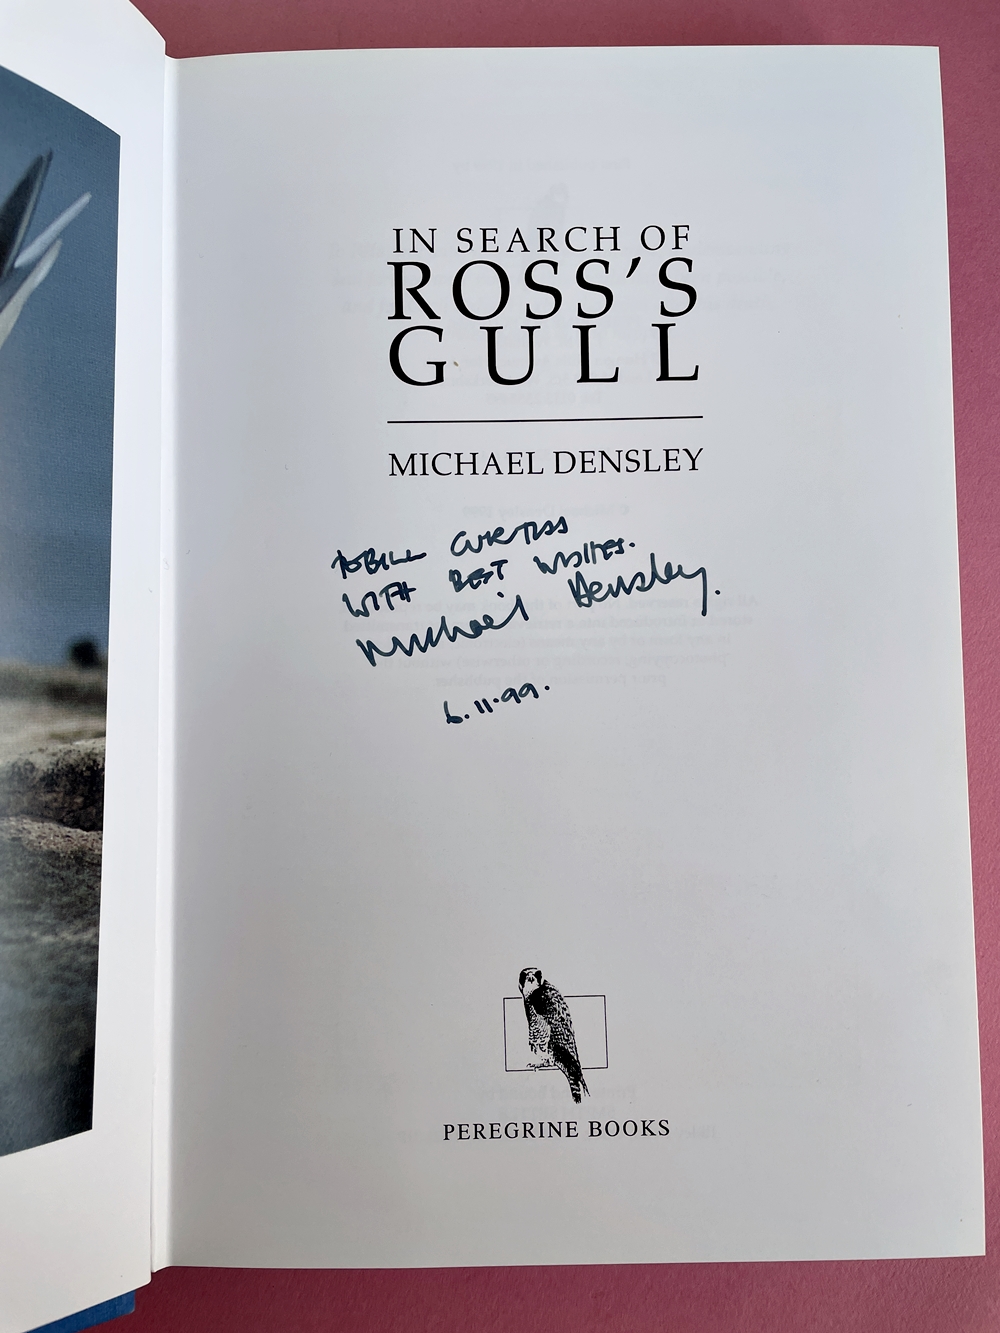 IN SEARCH OF
ROSS'S
GULL
MICHAEL DENSLEY
TO BILL CURTISS
WITH BEST WISHES.
Michael Densley.
6.11.99.
PEREGRINE BOOKS